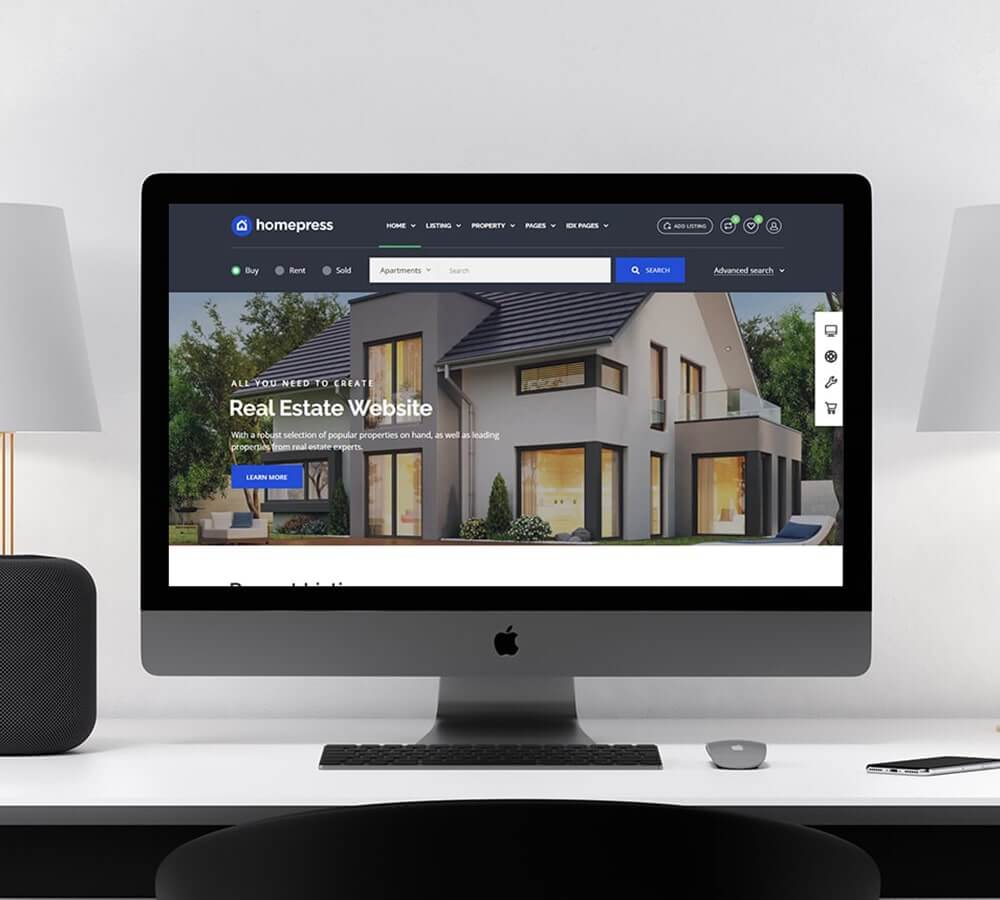 homepress
HOME LISTING PROPERTY PAGES IDX PAGES
ADD LISTING
Buy Rent Sold
Apartments Search
SEARCH
Advanced search
ALL YOU NEED TO CREATE
Real Estate Website
With a robust selection of popular properties on hand, as well as leading
properties from real estate experts.
LEARN MORE